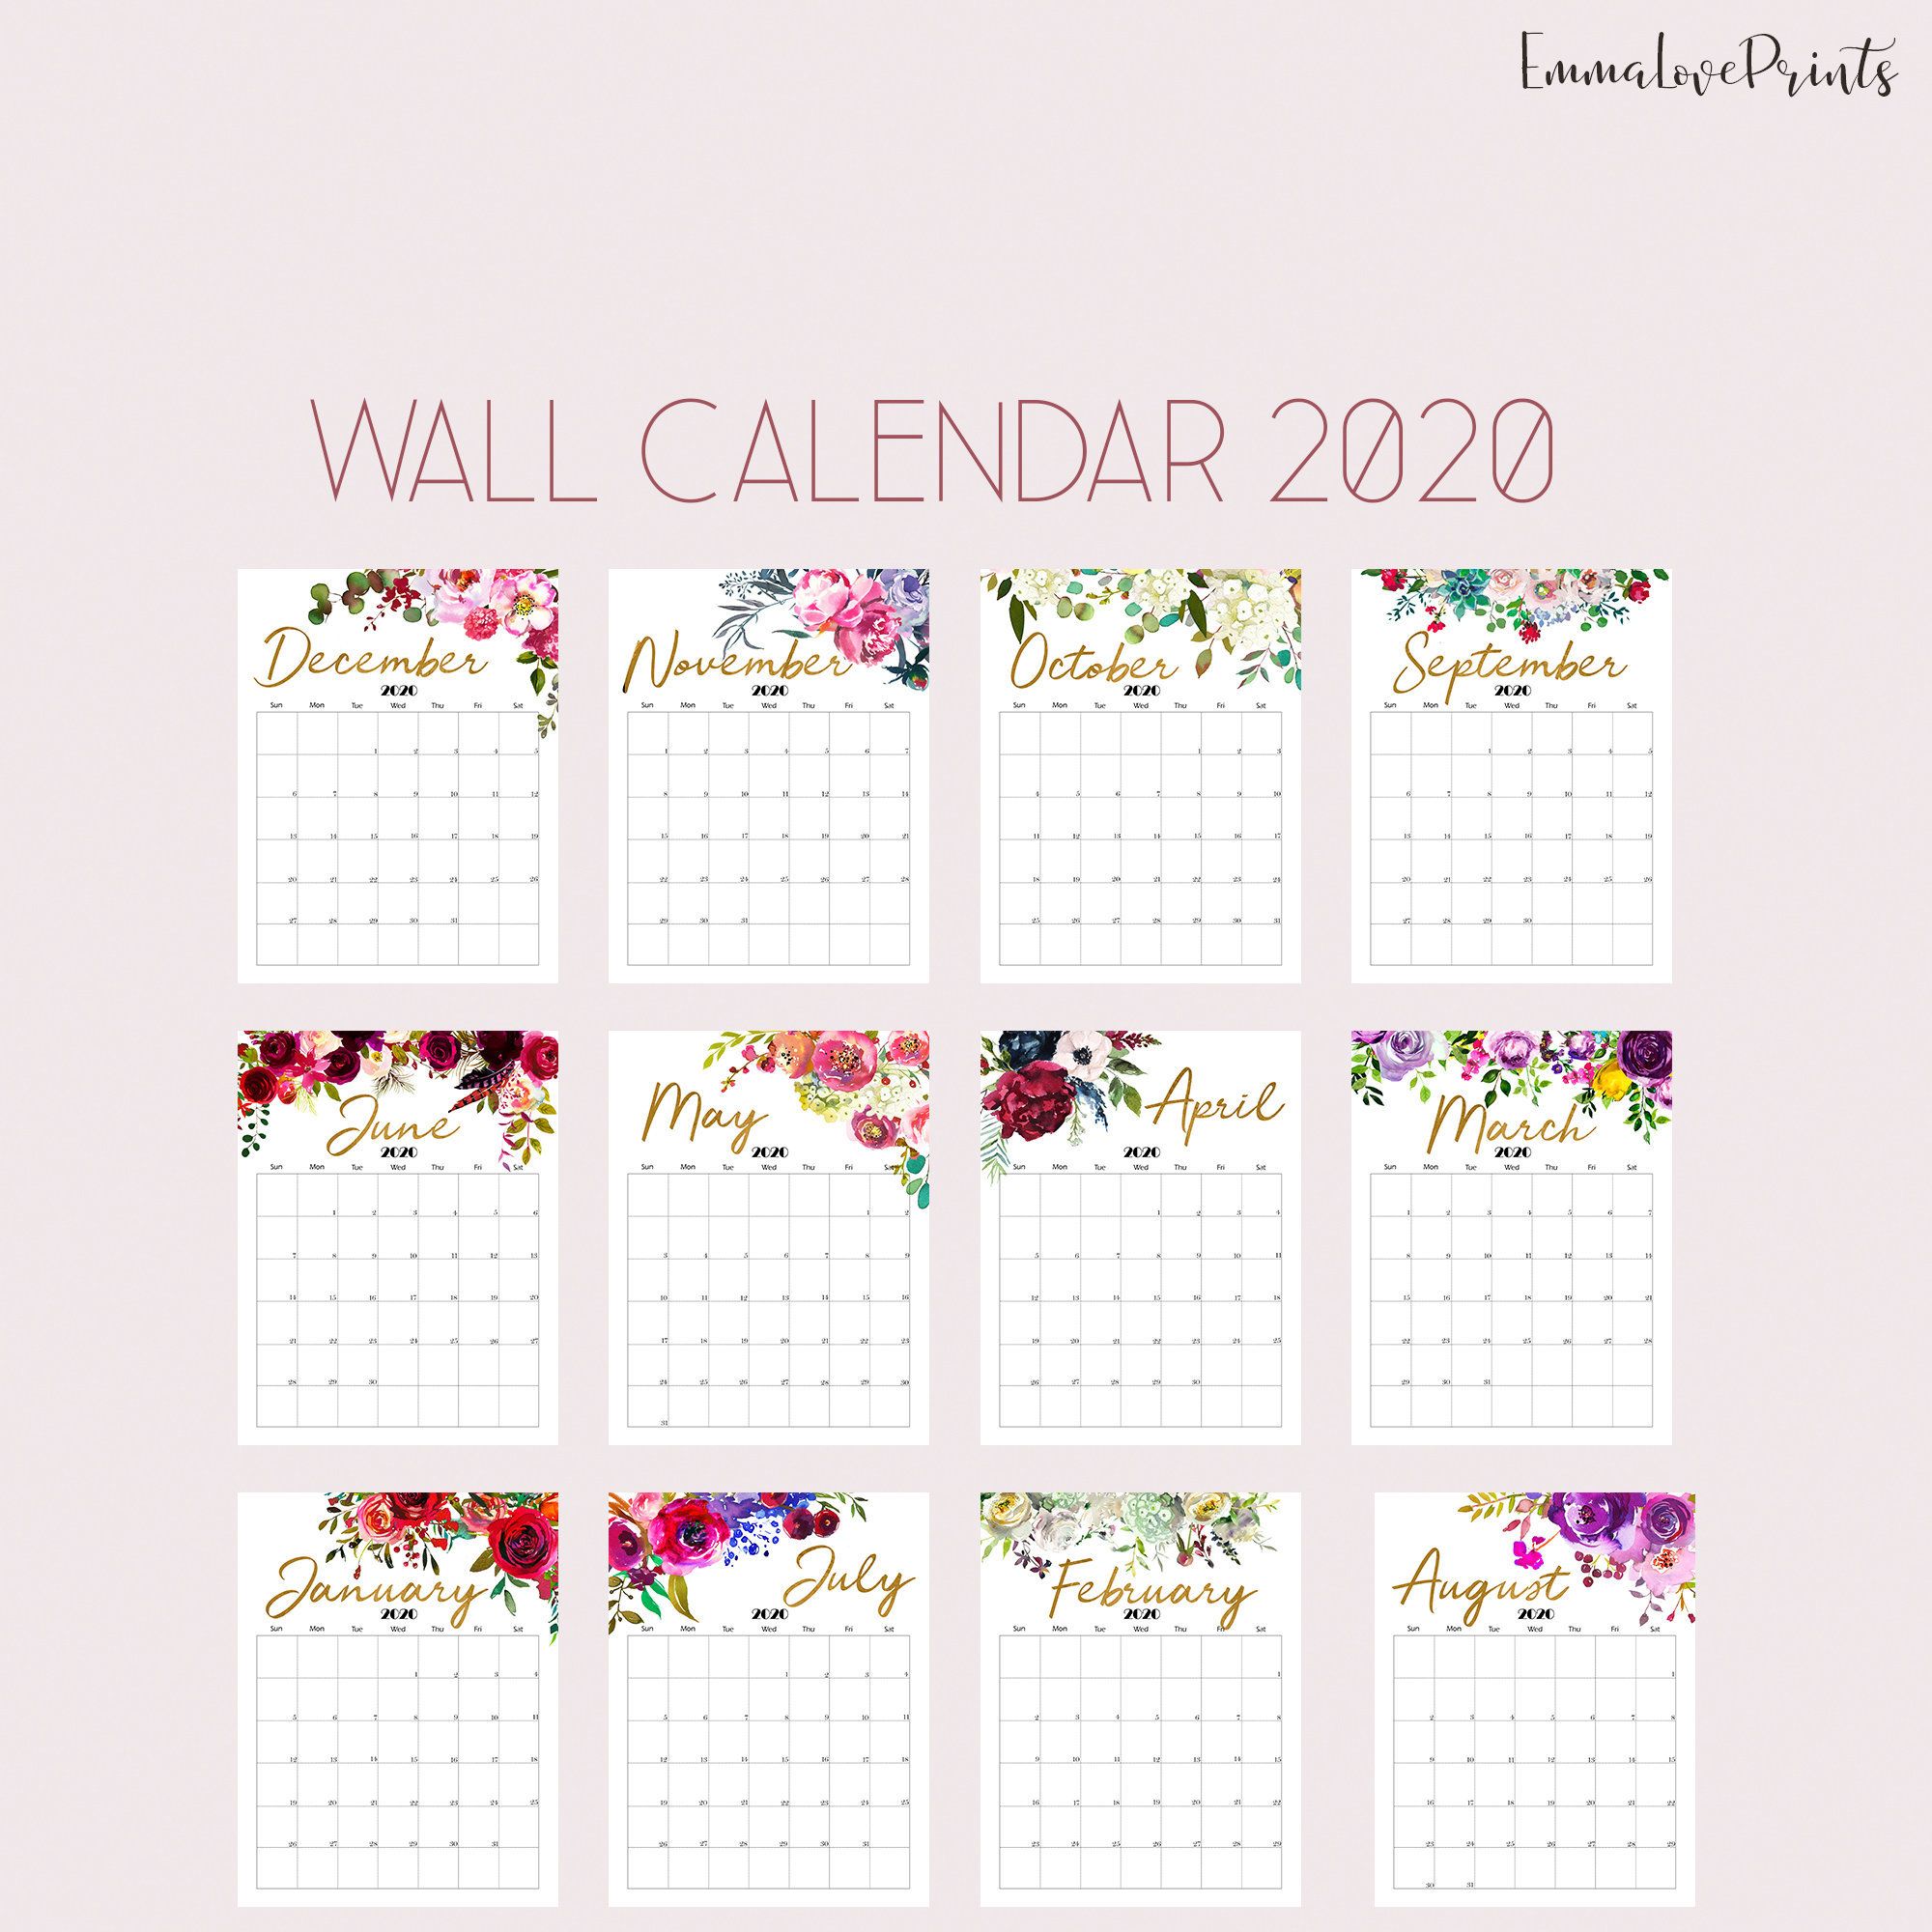 EmmaLovePrints
WALL CALENDAR 2020
December
2020
Sun Mon Tue Wed Thu Fri Sat
1 2 3 4 5
6 7 8 9 10 11 12
13 14 15 16 17 18 19
20 21 22 23 24 25 26
27 28 29 30 31
November
2020
Sun Mon Tue Wed Thu Fri Sat
1 2 3 4 5 6 7
8 9 10 11 12 13 14
15 16 17 18 19 20 21
22 23 24 25 26 27 28
29 30 31
October
2020
Sun Mon Tue Wed Thu Fri Sat
1 2 3
4 5 6 7 8 9 10
11 12 13 14 15 16 17
18 19 20 21 22 23 24
25 26 27 28 29 30 31
September
2020
Sun Mon Tue Wed Thu Fri Sat
1 2 3 4 5
6 7 8 9 10 11 12
13 14 15 16 17 18 19
20 21 22 23 24 25 26
27 28 29 30
June
2020
Sun Mon Tue Wed Thu Fri Sat
1 2 3 4 5 6
7 8 9 10 11 12 13
14 15 16 17 18 19 20
21 22 23 24 25 26 27
28 29 30
May
2020
Sun Mon Tue Wed Thu Fri Sat
1 2
3 4 5 6 7 8 9
10 11 12 13 14 15 16
17 18 19 20 21 22 23
24 25 26 27 28 29 30
31
April
2020
Sun Mon Tue Wed Thu Fri Sat
1 2 3 4
5 6 7 8 9 10 11
12 13 14 15 16 17 18
19 20 21 22 23 24 25
26 27 28 29 30
March
2020
Sun Mon Tue Wed Thu Fri Sat
1 2 3 4 5 6 7
8 9 10 11 12 13 14
15 16 17 18 19 20 21
22 23 24 25 26 27 28
29 30 31
January
2020
Sun Mon Tue Wed Thu Fri Sat
1 2 3 4
5 6 7 8 9 10 11
12 13 14 15 16 17 18
19 20 21 22 23 24 25
26 27 28 29 30 31
July
2020
Sun Mon Tue Wed Thu Fri Sat
1 2 3 4
5 6 7 8 9 10 11
12 13 14 15 16 17 18
19 20 21 22 23 24 25
26 27 28 29 30 31
February
2020
Sun Mon Tue Wed Thu Fri Sat
1
2 3 4 5 6 7 8
9 10 11 12 13 14 15
16 17 18 19 20 21 22
23 24 25 26 27 28 29
August
2020
Sun Mon Tue Wed Thu Fri Sat
1
2 3 4 5 6 7 8
9 10 11 12 13 14 15
16 17 18 19 20 21 22
23 24 25 26 27 28 29
30 31